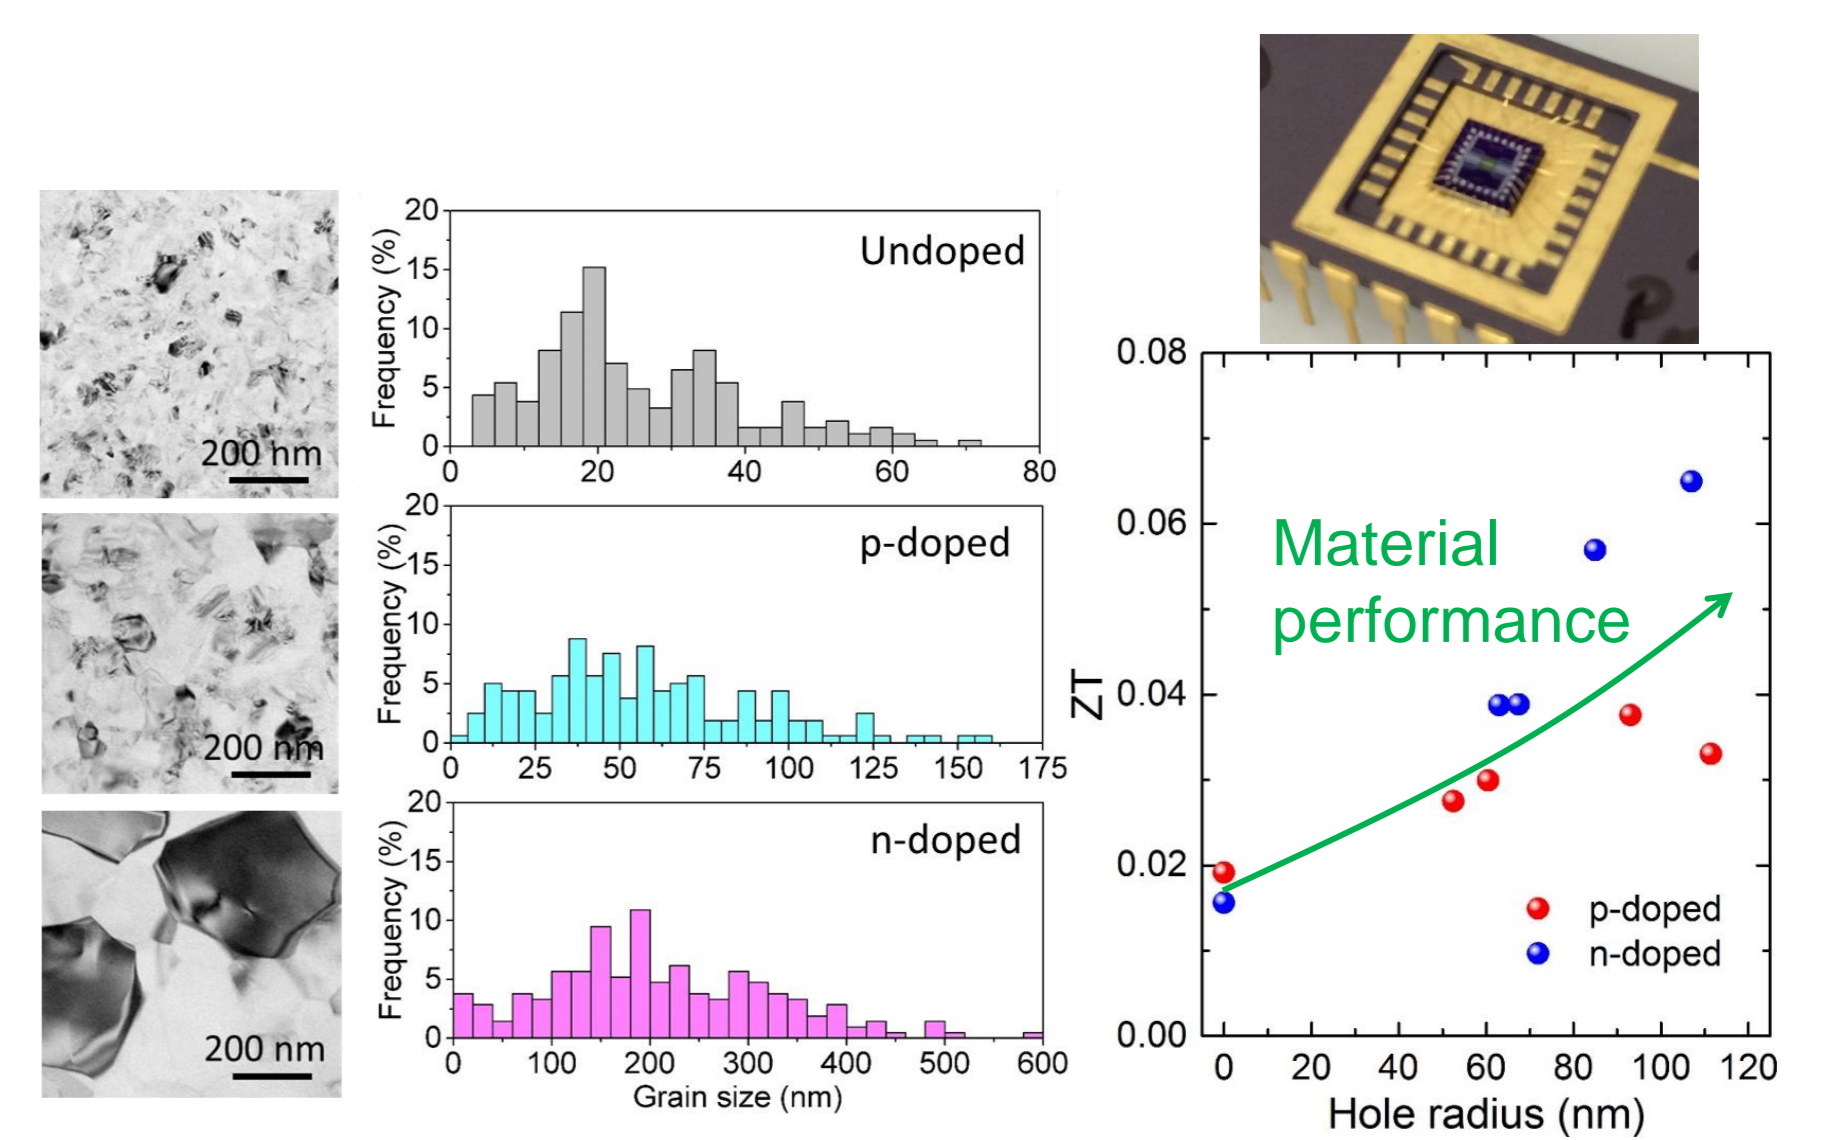 200 nm
20
15
10
5
0
Frequency (%)
Undoped
0 20 40 60 80
200 nm
20
15
10
5
0
Frequency (%)
p-doped
0 25 50 75 100 125 150 175
200 nm
20
15
10
5
0
Frequency (%)
n-doped
0 100 200 300 400 500 600
Grain size (nm)
0.08
0.06
0.04
0.02
0.00
ZT
Material
performance
p-doped
n-doped
0 20 40 60 80 100 120
Hole radius (nm)